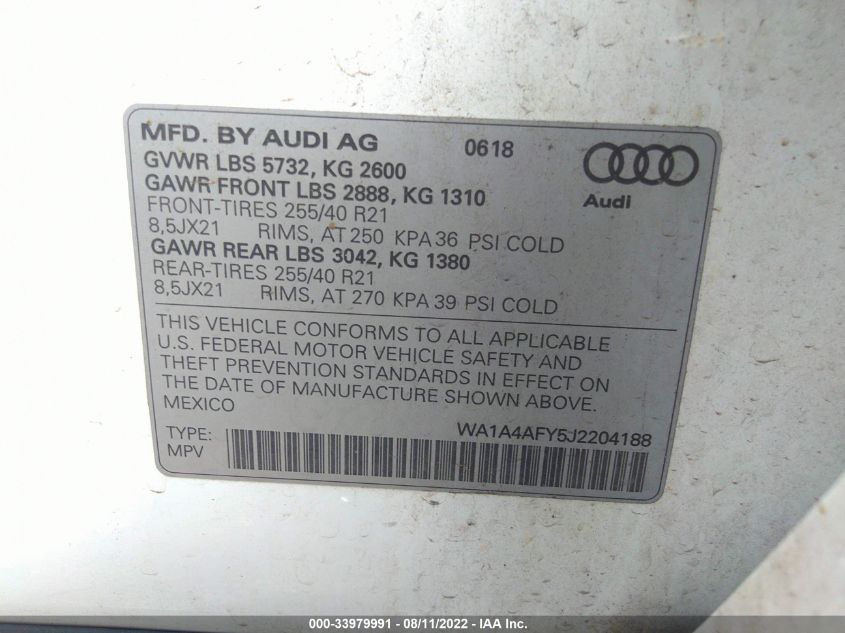 MFD. BY AUDI AG 0618
GVWR LBS 5732, KG 2600
GAWR FRONT LBS 2888, KG 1310
FRONT-TIRES 255/40 R21
8,5JX21 RIMS, AT 250 KPA 36 PSI COLD
GAWR REAR LBS 3042, KG 1380
REAR-TIRES 255/40 R21
8,5JX21 RIMS, AT 270 KPA 39 PSI COLD
Audi
THIS VEHICLE CONFORMS TO ALL APPLICABLE
U.S. FEDERAL MOTOR VEHICLE SAFETY AND
THEFT PREVENTION STANDARDS IN EFFECT ON
THE DATE OF MANUFACTURE SHOWN ABOVE.
MEXICO
WA1A4AFY5J2204188
TYPE:
MPV
000-33979991 - 08/11/2022 - IAA Inc.